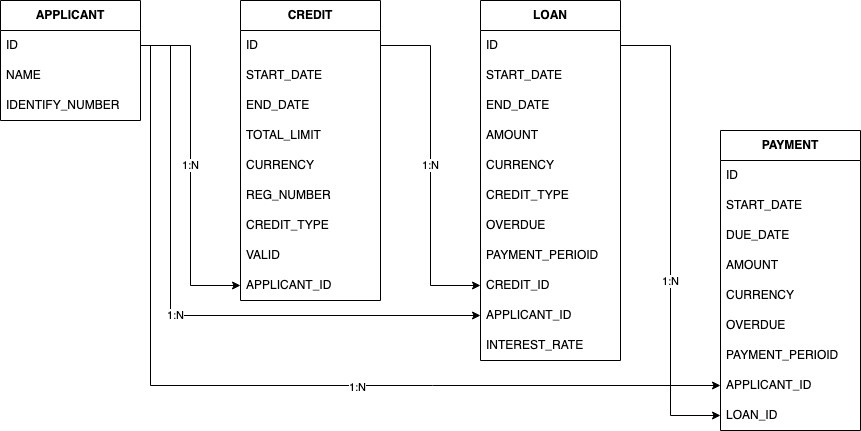 APPLICANT
ID
NAME
IDENTIFY_NUMBER
CREDIT
ID
START_DATE
END_DATE
TOTAL_LIMIT
CURRENCY
REG_NUMBER
CREDIT_TYPE
VALID
APPLICANT_ID
LOAN
ID
START_DATE
END_DATE
AMOUNT
CURRENCY
CREDIT_TYPE
OVERDUE
PAYMENT_PERIOID
CREDIT_ID
APPLICANT_ID
INTEREST_RATE
PAYMENT
ID
START_DATE
DUE_DATE
AMOUNT
CURRENCY
OVERDUE
PAYMENT_PERIOID
APPLICANT_ID
LOAN_ID
1:N
1:N
1:N
1:N
1:N